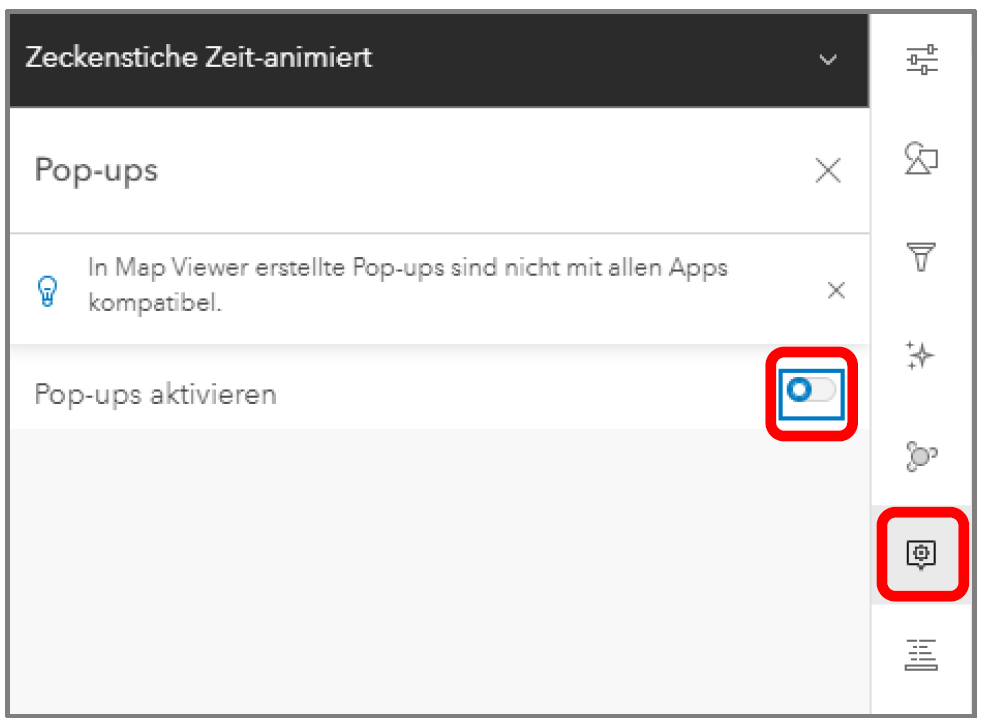 Zeckenstiche Zeit-animiert
Pop-ups
In Map Viewer erstellte Pop-ups sind nicht mit allen Apps
kompatibel.
Pop-ups aktivieren